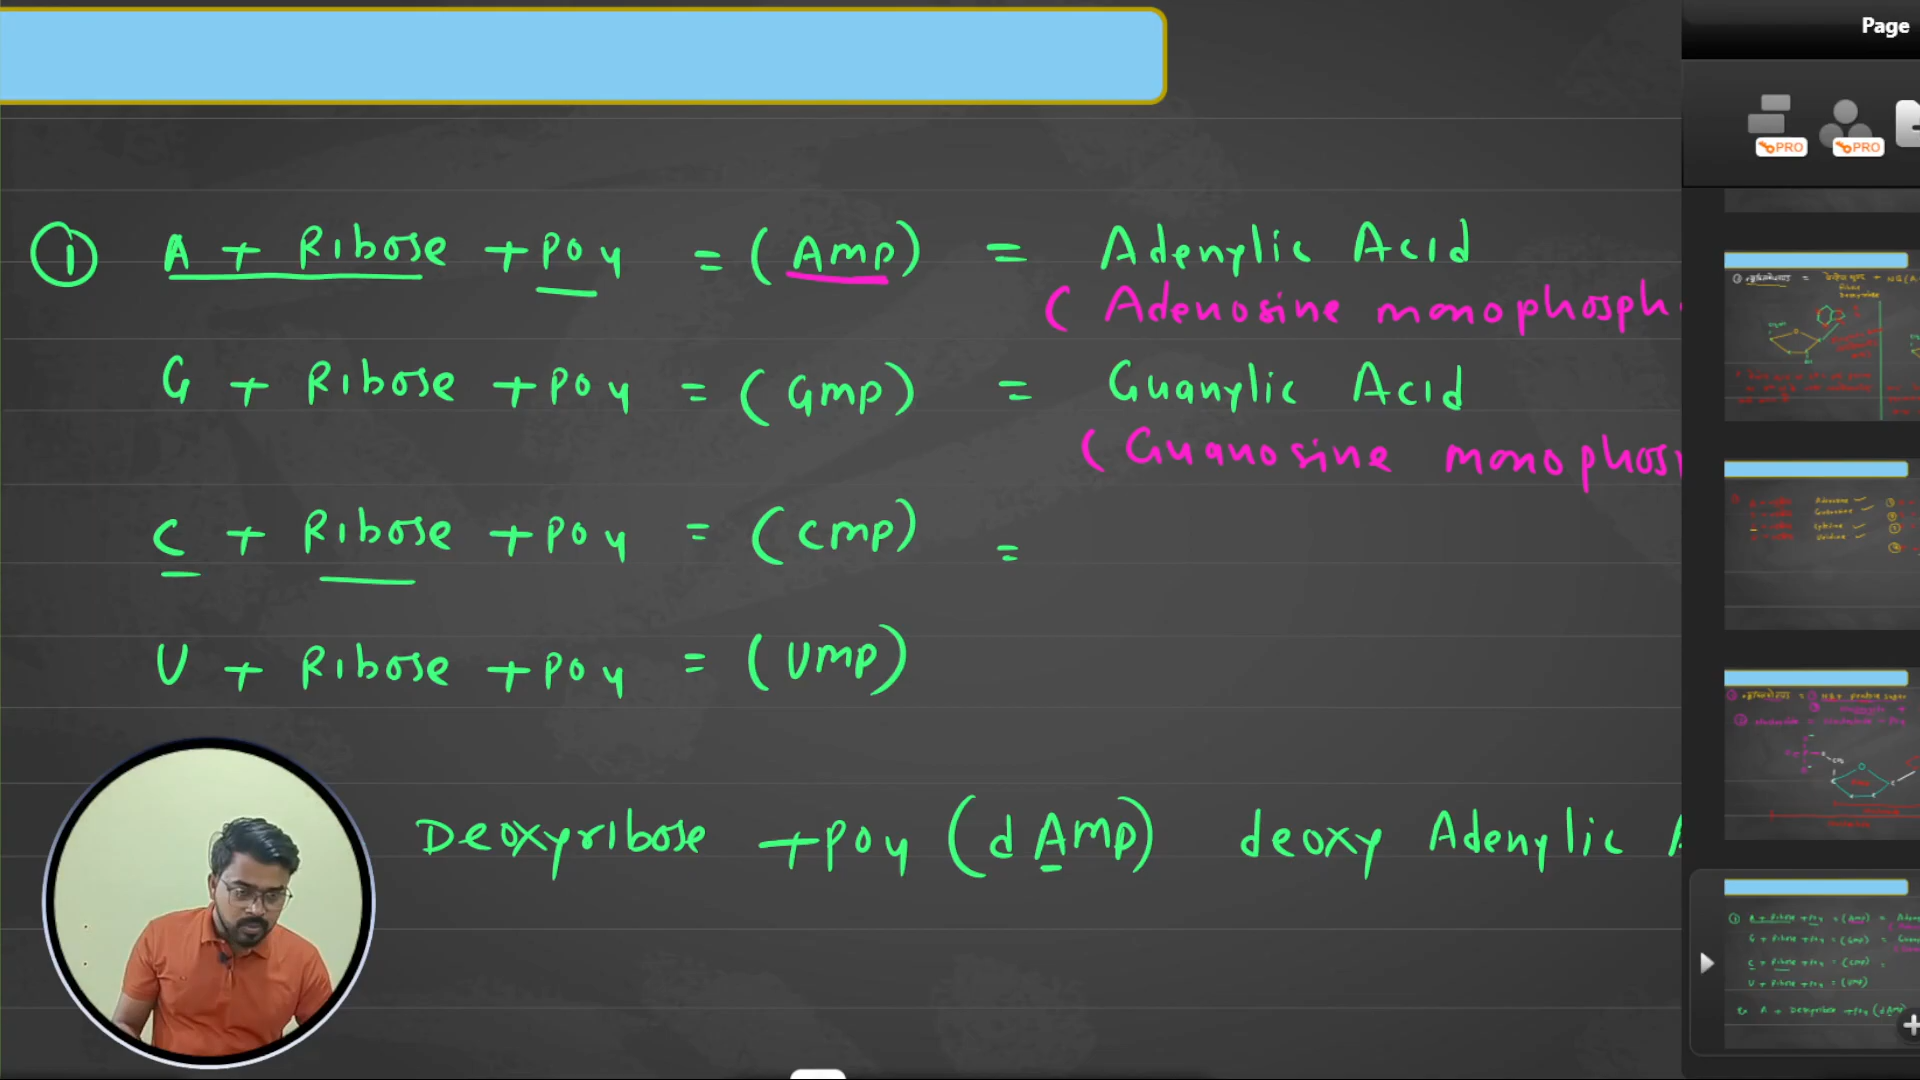 Page
PRO PRO
① A + Ribose + PO4 = (Amp) = Adenylic Acid
( Adenosine monophosph
G + Ribose + PO4 = (Gmp) = Guanylic Acid
( Guanosine monophos
C + Ribose + PO4 = (cmp) =
U + Ribose + PO4 = (Ump)
Deoxyribose + PO4 (dAmp) deoxy Adenylic A